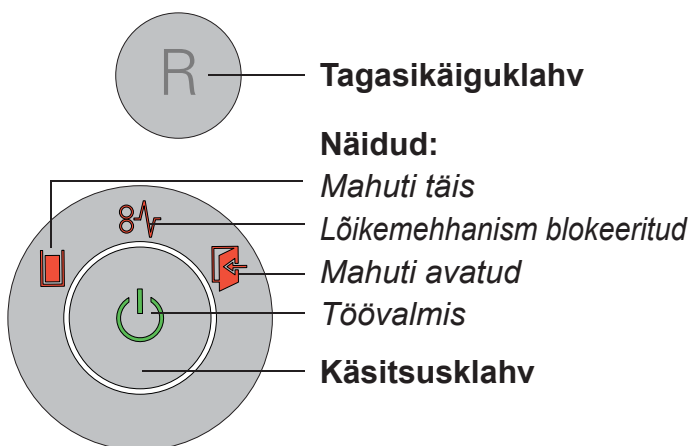 R
Tagasikäiguklahv
Näidud:
Mahuti täis
Lõikemehhanism blokeeritud
Mahuti avatud
Töövalmis
Käsitsusklahv